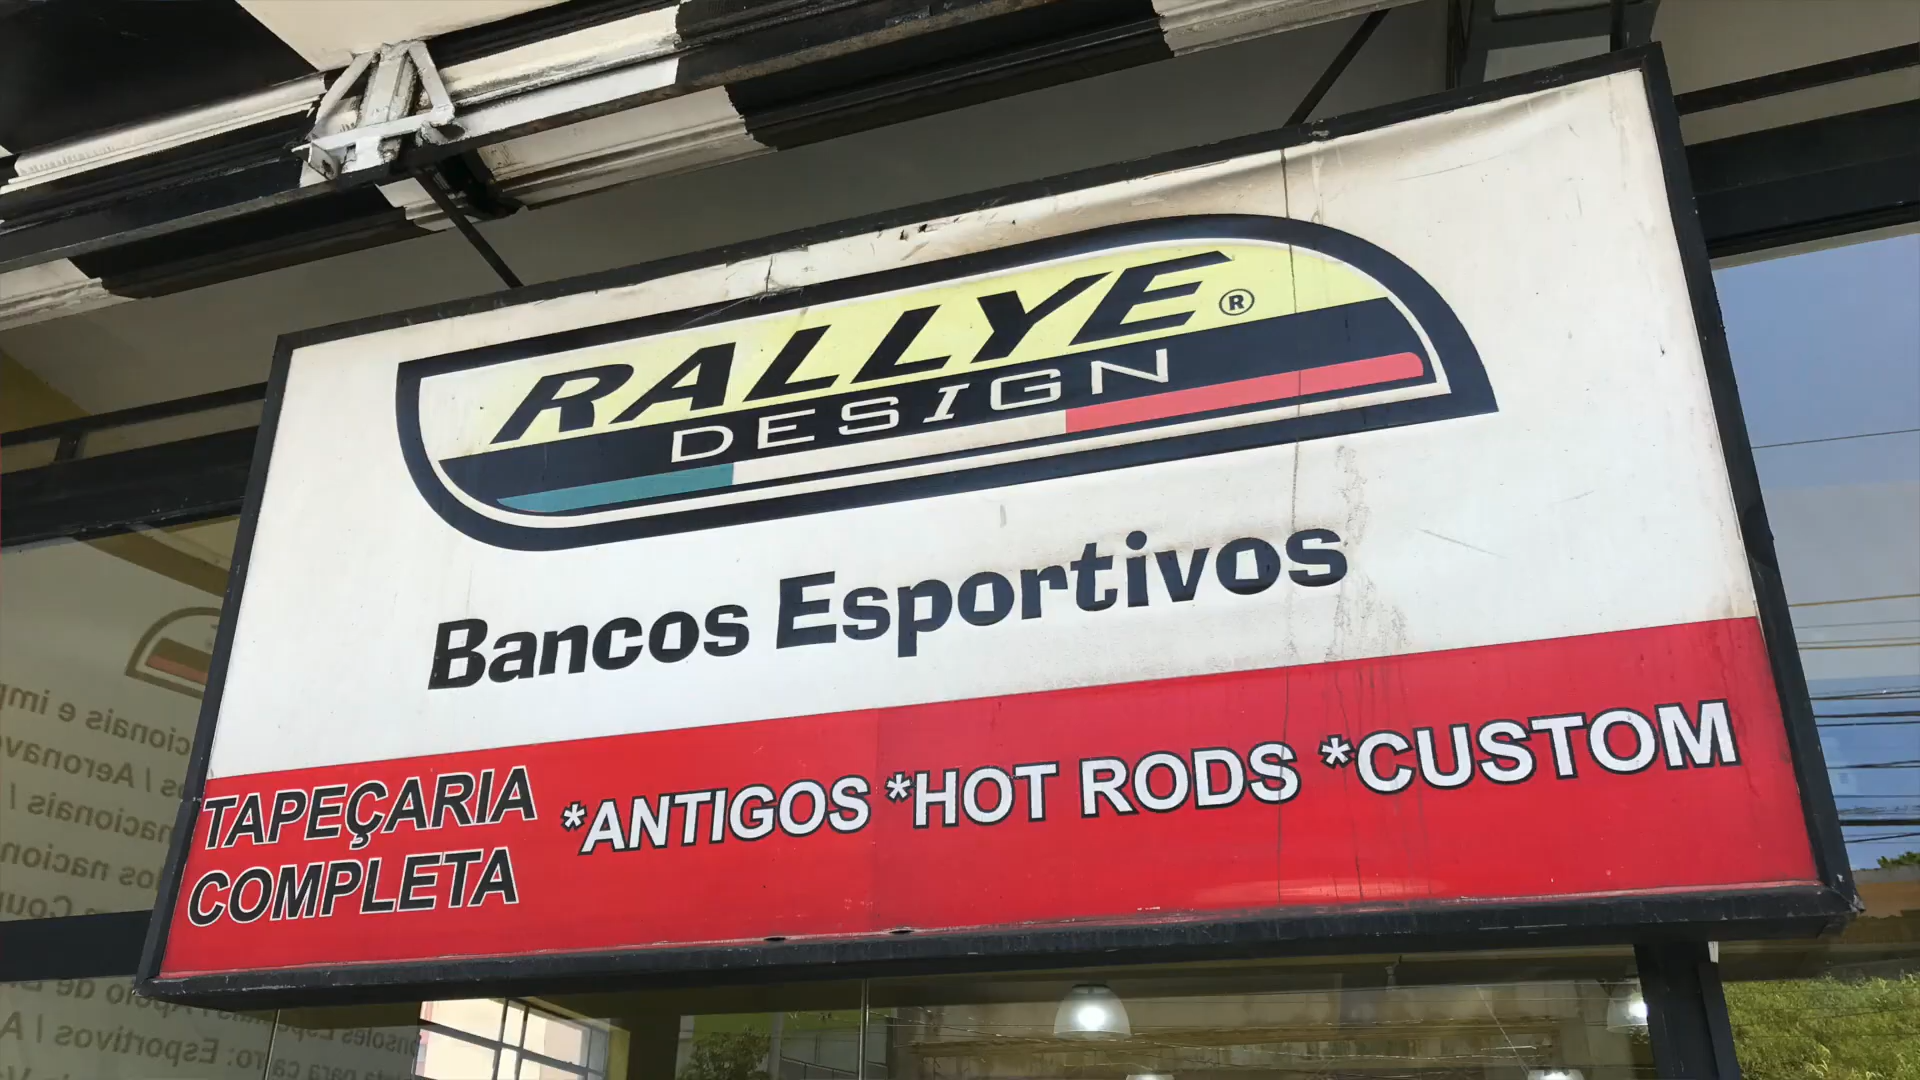 RALLYE ®
DESIGN
Bancos Esportivos
TAPEÇARIA
COMPLETA
*ANTIGOS *HOT RODS *CUSTOM